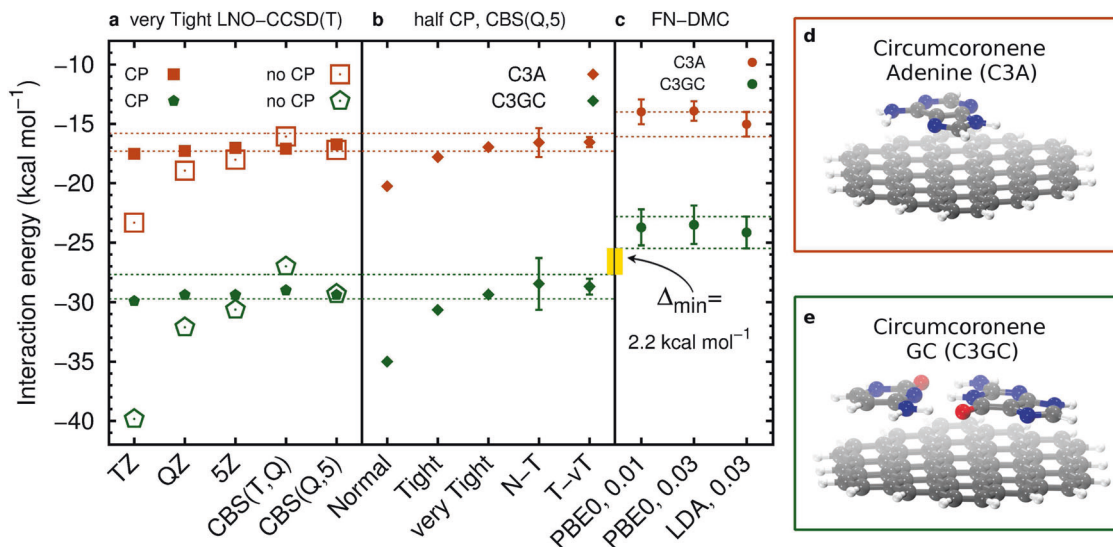 a very Tight LNO−CCSD(T)
b half CP, CBS(Q,5)
c FN−DMC
Interaction energy (kcal mol−1)
−10
−15
−20
−25
−30
−35
−40
CP
no CP
CP
no CP
C3A
C3GC
C3A
C3GC
Δmin=
2.2 kcal mol−1
TZ
QZ
5Z
CBS(T,Q)
CBS(Q,5)
Normal
Tight
very Tight
N−T
T−vT
PBE0, 0.01
PBE0, 0.03
LDA, 0.03
d
Circumcoronene
Adenine (C3A)
e
Circumcoronene
GC (C3GC)